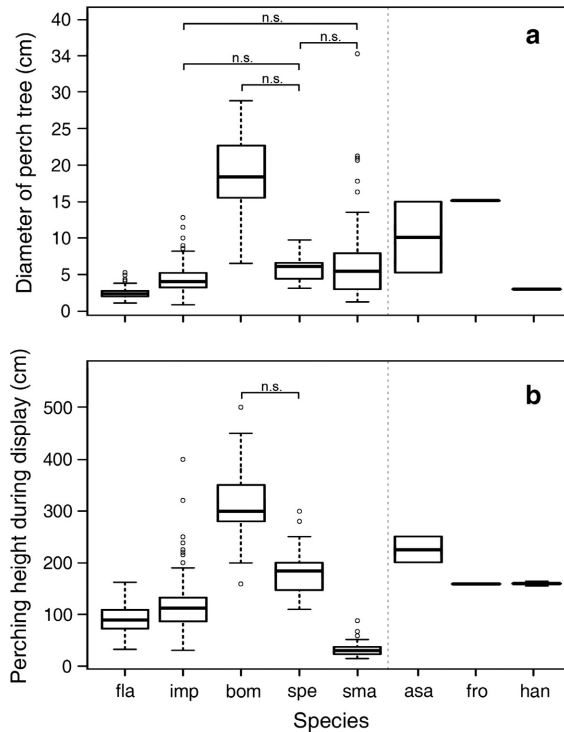 a
n.s.
n.s.
n.s.
n.s.
Diameter of perch tree (cm)
40
34
30
25
20
15
10
5
0
b
n.s.
Perching height during display (cm)
500
400
300
200
100
0
fla imp bom spe sma asa fro han
Species